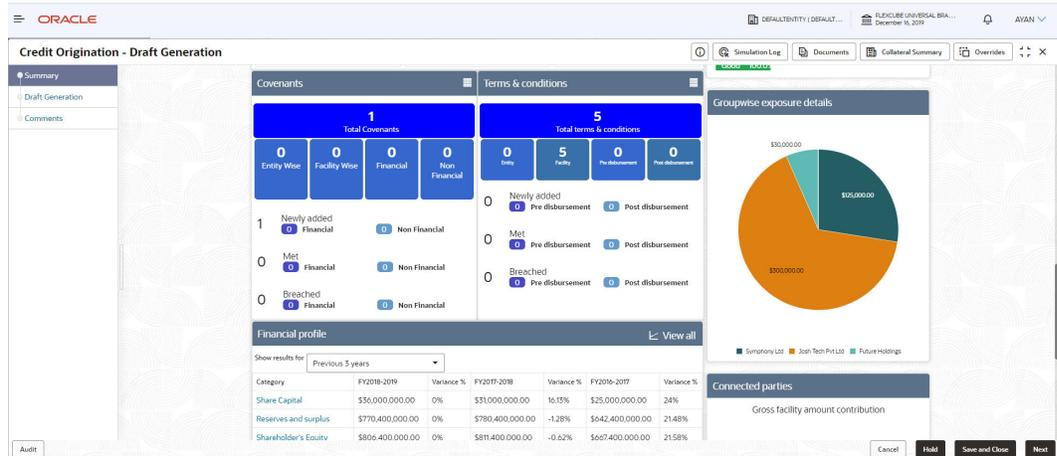 ORACLE
DEFAULTENTITY ( DEFAULT...
FLEXCUBE UNIVERSAL BRA...
December 16, 2019
AYAN
Credit Origination - Draft Generation
Simulation Log
Documents
Collateral Summary
Overrides
Summary
Draft Generation
Comments
Covenants
1
Total Covenants
0
Entity Wise
0
Facility Wise
0
Financial
0
Non
Financial
1
Newly added
0 Financial
0 Non Financial
0
Met
0 Financial
0 Non Financial
0
Breached
0 Financial
0 Non Financial
Terms & conditions
5
Total terms & conditions
0
Entity
5
Facility
0
Pre disbursement
0
Post disbursement
0
Newly added
0 Pre disbursement
0 Post disbursement
0
Met
0 Pre disbursement
0 Post disbursement
0
Breached
0 Pre disbursement
0 Post disbursement
Groupwise exposure details
$30,000.00
$125,000.00
$300,000.00
Symphony Ltd
Josh Tech Pvt Ltd
Future Holdings
Financial profile
View all
Show results for
Previous 3 years
Category FY2018-2019 Variance % FY2017-2018 Variance % FY2016-2017 Variance %
Share Capital $36,000,000.00 0% $31,000,000.00 16.13% $25,000,000.00 24%
Reserves and surplus $770,400,000.00 0% $780,400,000.00 -1.28% $642,400,000.00 21.48%
Shareholder's Equity $806,400,000.00 0% $811,400,000.00 -0.62% $667,400,000.00 21.58%
Connected parties
Gross facility amount contribution
Audit
Cancel
Hold
Save and Close
Next